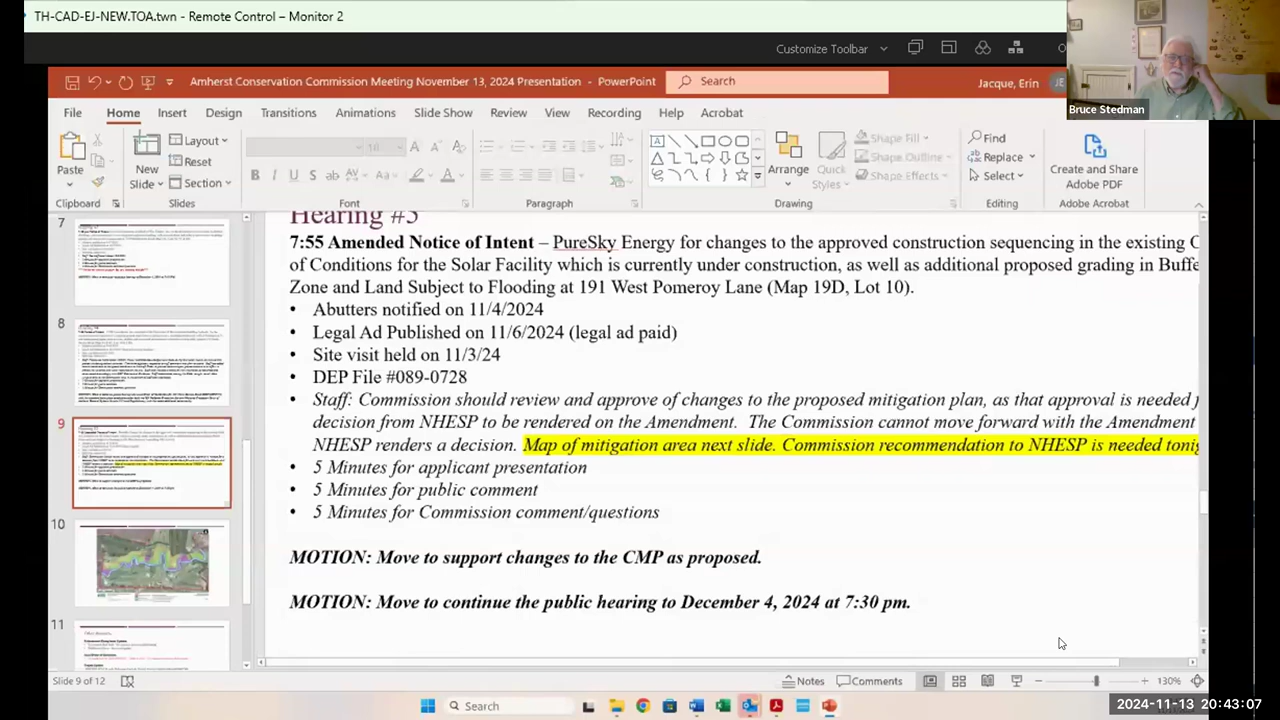 TH-CAD-EJ-NEW.TOA.twn - Remote Control – Monitor 2
Customize Toolbar
Amherst Conservation Commission Meeting November 13, 2024 Presentation - PowerPoint
Search
Jacque, Erin
JE
Bruce Stedman
File Home Insert Design Transitions Animations Slide Show Review View Recording Help Acrobat
Paste
New
Slide
Layout
Reset
Section
Arrange
Quick
Styles
Shape Fill
Shape Outline
Shape Effects
Find
Replace
Select
Create and Share
Adobe PDF
Clipboard Slides Font Paragraph Drawing Editing Adobe Acrobat
7
8
9
10
11
Hearing #5
7:55 Amended Notice of Intent – PureSky Energy for changes to the approved construction sequencing in the existing O
of Conditions for the Solar Facility which is currently under construction, as well as additional proposed grading in Buffe
Zone and Land Subject to Flooding at 191 West Pomeroy Lane (Map 19D, Lot 10).
• Abutters notified on 11/4/2024
• Legal Ad Published on 11/6/2024 (legal ad paid)
• Site visit held on 11/3/24
• DEP File #089-0728
• Staff: Commission should review and approve of changes to the proposed mitigation plan, as that approval is needed f
decision from NHESP to be rendered on the Amendment. The Commission cannot move forward with the Amendment
NHESP renders a decision. Map of mitigation area next slide. Commission recommendation to NHESP is needed tonig
• 5 Minutes for applicant presentation
• 5 Minutes for public comment
• 5 Minutes for Commission comment/questions
MOTION: Move to support changes to the CMP as proposed.
MOTION: Move to continue the public hearing to December 4, 2024 at 7:30 pm.
Slide 9 of 12
Notes
Comments
130%
Search
2024-11-13 20:43:07